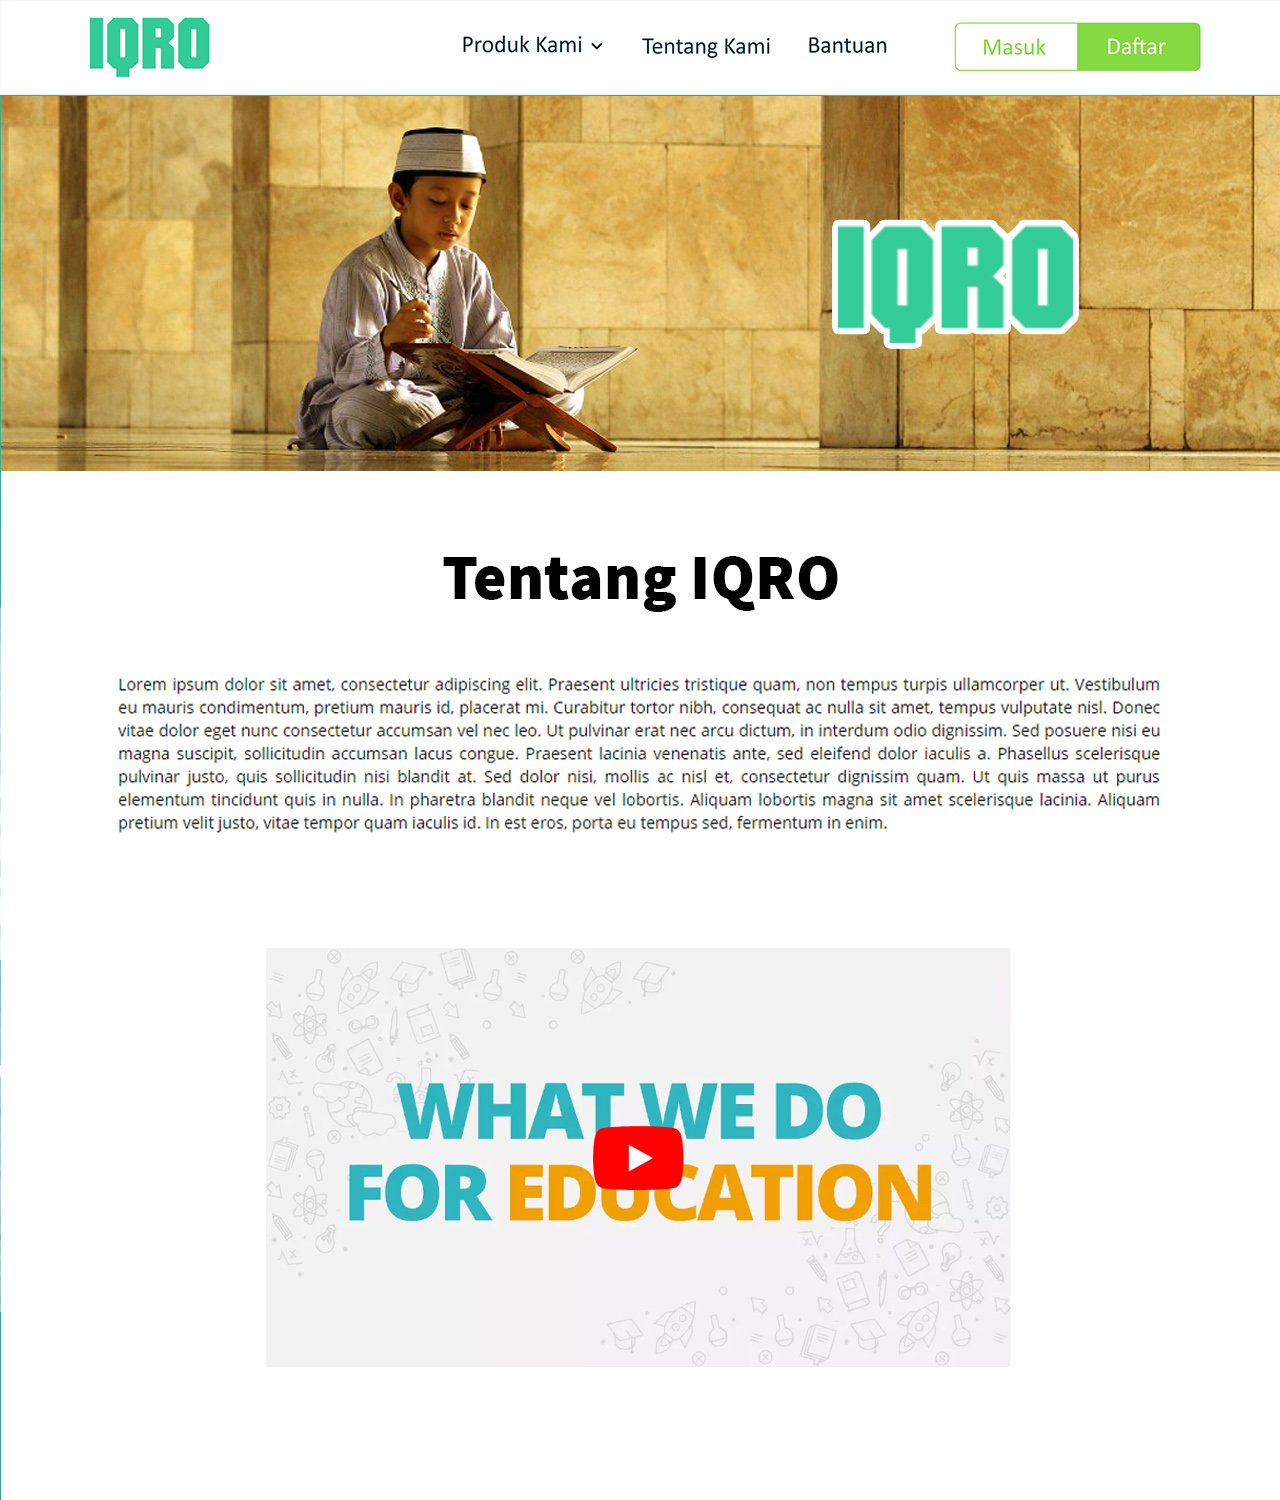 IQRO
Produk Kami
Tentang Kami
Bantuan
Masuk
Daftar
IQRO
Tentang IQRO
Lorem ipsum dolor sit amet, consectetur adipiscing elit. Praesent ultricies tristique quam, non tempus turpis ullamcorper ut. Vestibulum
eu mauris condimentum, pretium mauris id, placerat mi. Curabitur tortor nibh, consequat ac nulla sit amet, tempus vulputate nisl. Donec
vitae dolor eget nunc consectetur accumsan vel nec leo. Ut pulvinar erat nec arcu dictum, in interdum odio dignissim. Sed posuere nisi eu
magna suscipit, sollicitudin accumsan lacus congue. Praesent lacinia venenatis ante, sed eleifend dolor iaculis a. Phasellus scelerisque
pulvinar justo, quis sollicitudin nisi blandit at. Sed dolor nisi, mollis ac nisl et, consectetur dignissim quam. Ut quis massa ut purus
elementum tincidunt quis in nulla. In pharetra blandit neque vel lobortis. Aliquam lobortis magna sit amet scelerisque lacinia. Aliquam
pretium velit justo, vitae tempor quam iaculis id. In est eros, porta eu tempus sed, fermentum in enim.
WHAT WE DO
FOR EDUCATION